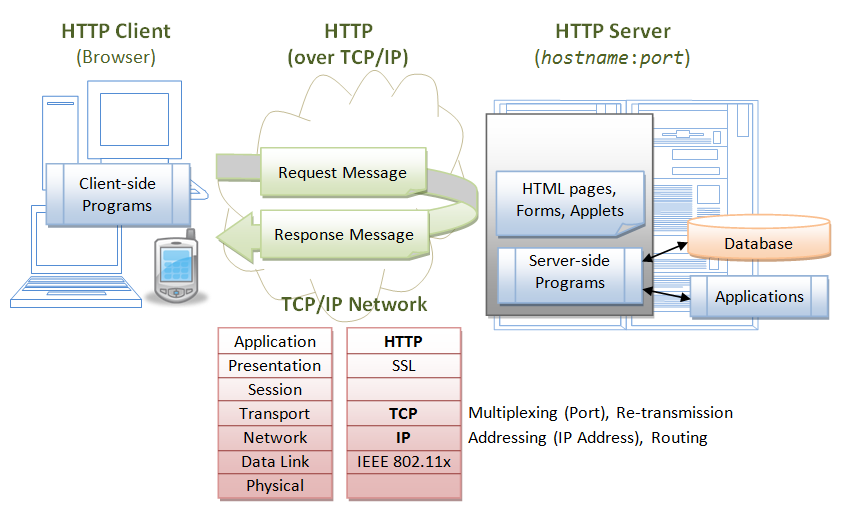 HTTP Client
(Browser)
HTTP
(over TCP/IP)
HTTP Server
(hostname:port)
Client-side
Programs
Request Message
Response Message
HTML pages,
Forms, Applets
Server-side
Programs
Database
Applications
TCP/IP Network
Application HTTP
Presentation SSL
Session
Transport TCP Multiplexing (Port), Re-transmission
Network IP Addressing (IP Address), Routing
Data Link IEEE 802.11x
Physical